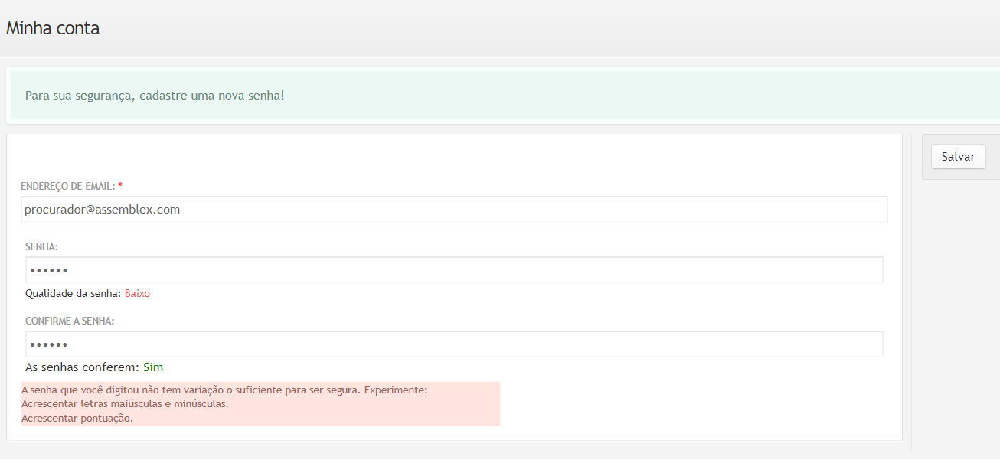 Minha conta
Para sua segurança, cadastre uma nova senha!
Salvar
ENDEREÇO DE EMAIL: *
procurador@assemblex.com
SENHA:
••••••
Qualidade da senha: Baixo
CONFIRME A SENHA:
••••••
As senhas conferem: Sim
A senha que você digitou não tem variação o suficiente para ser segura. Experimente:
Acrescentar letras maiúsculas e minúsculas.
Acrescentar pontuação.